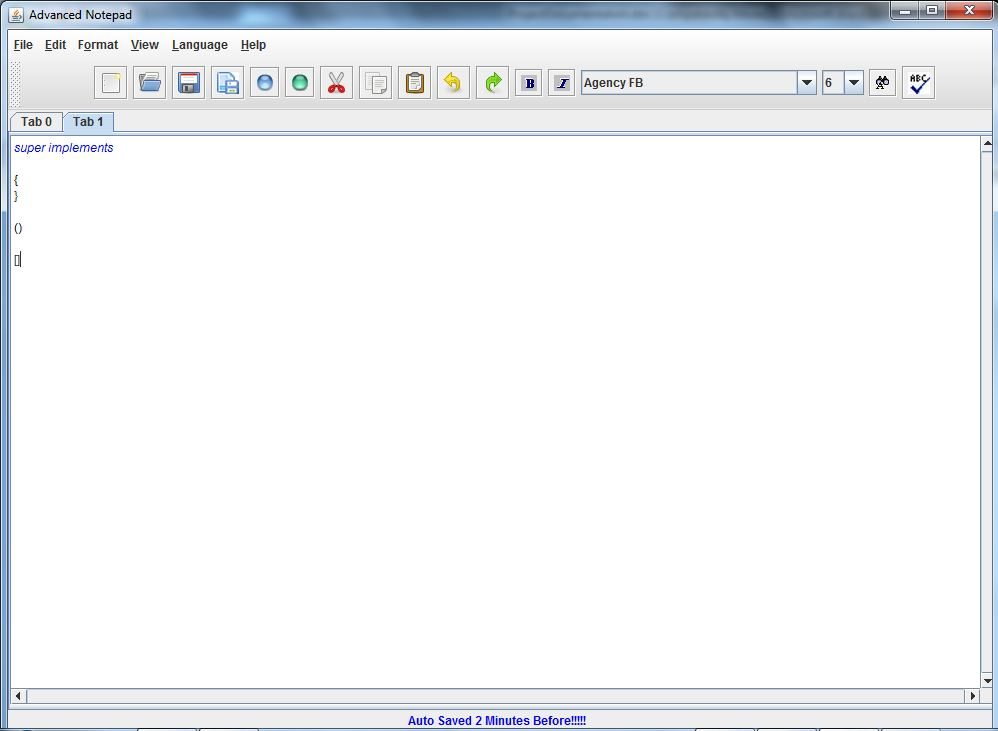 Advanced Notepad
File Edit Format View Language Help
B I Agency FB 6 ABC
Tab 0 Tab 1
super implements
{
}
()
[]
Auto Saved 2 Minutes Before!!!!!